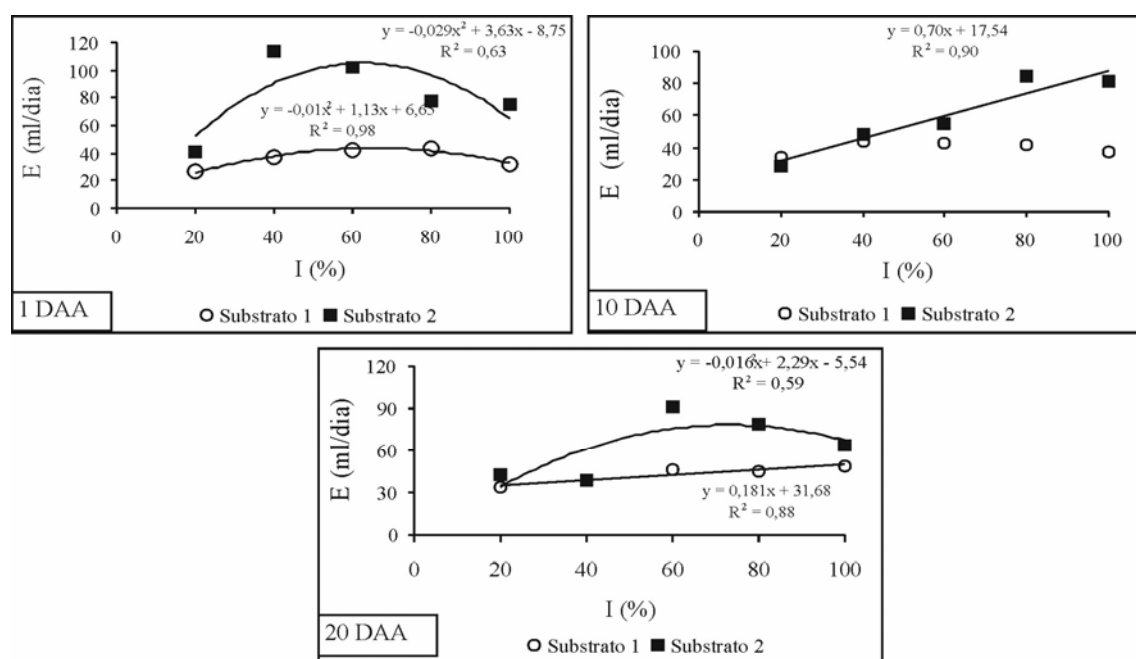 y = -0,029x² + 3,63x - 8,75
R² = 0,63
120
100
80
60
40
20
0
E (ml/dia)
y = -0,01x² + 1,13x + 6,65
R² = 0,98
0 20 40 60 80 100
I (%)
1 DAA
Substrato 1 Substrato 2
y = 0,70x + 17,54
R² = 0,90
100
80
60
40
20
0
E (ml/dia)
0 20 40 60 80 100
I (%)
10 DAA
Substrato 1 Substrato 2
y = -0,016x²+ 2,29x - 5,54
R² = 0,59
120
90
60
30
0
E (ml/dia)
y = 0,181x + 31,68
R² = 0,88
0 20 40 60 80 100
I (%)
20 DAA
Substrato 1 Substrato 2